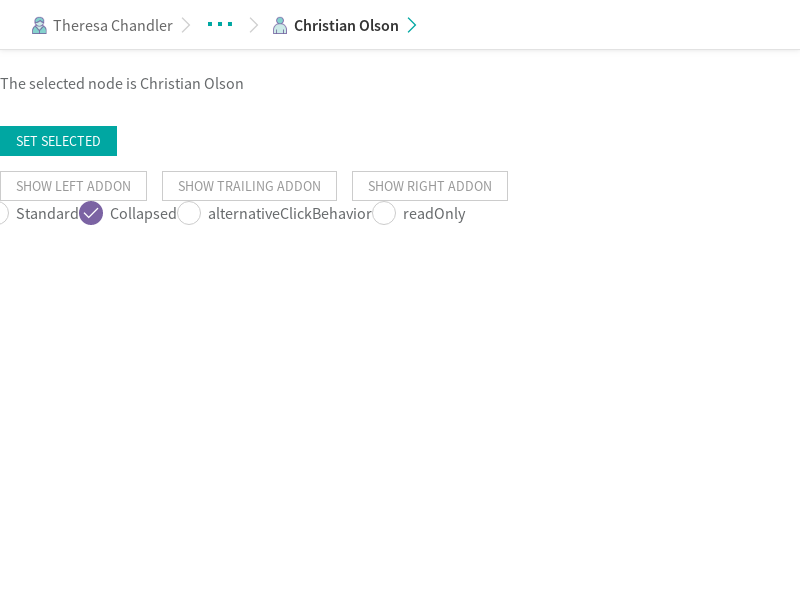 Theresa Chandler Christian Olson
The selected node is Christian Olson
SET SELECTED
SHOW LEFT ADDON SHOW TRAILING ADDON SHOW RIGHT ADDON
Standard Collapsed alternativeClickBehavior readOnly